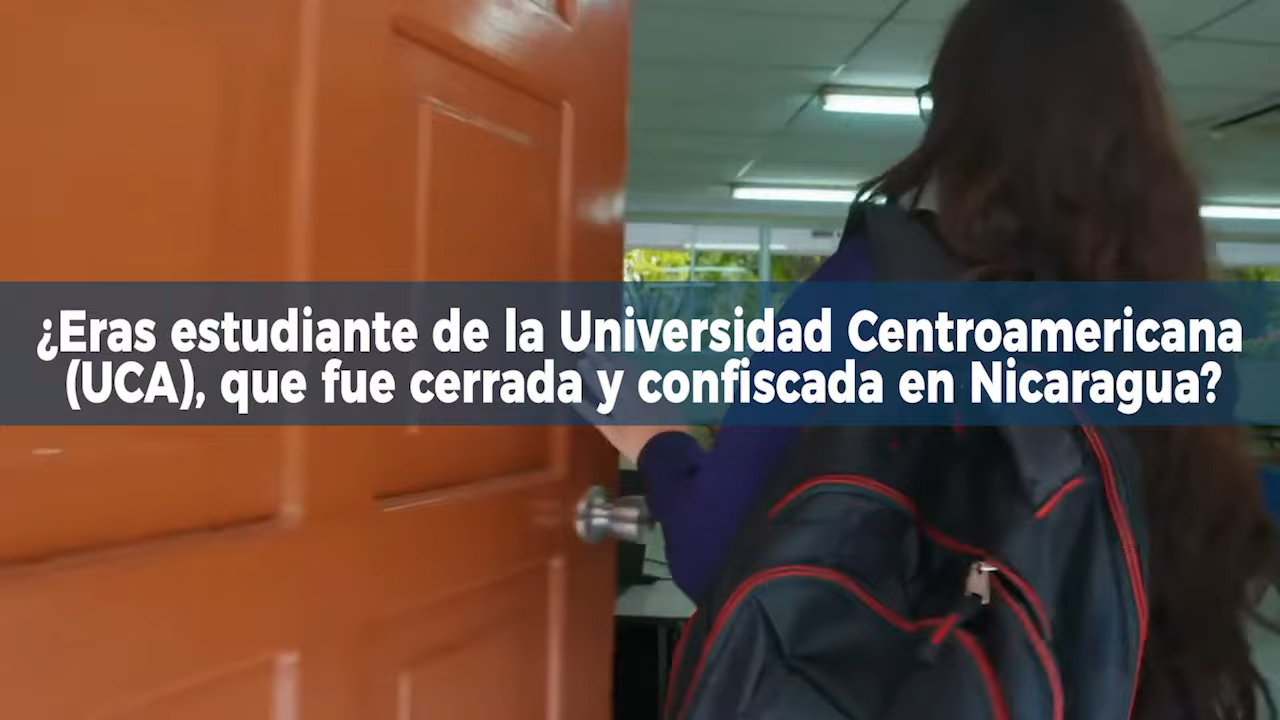 ¿Eras estudiante de la Universidad Centroamericana
(UCA), que fue cerrada y confiscada en Nicaragua?